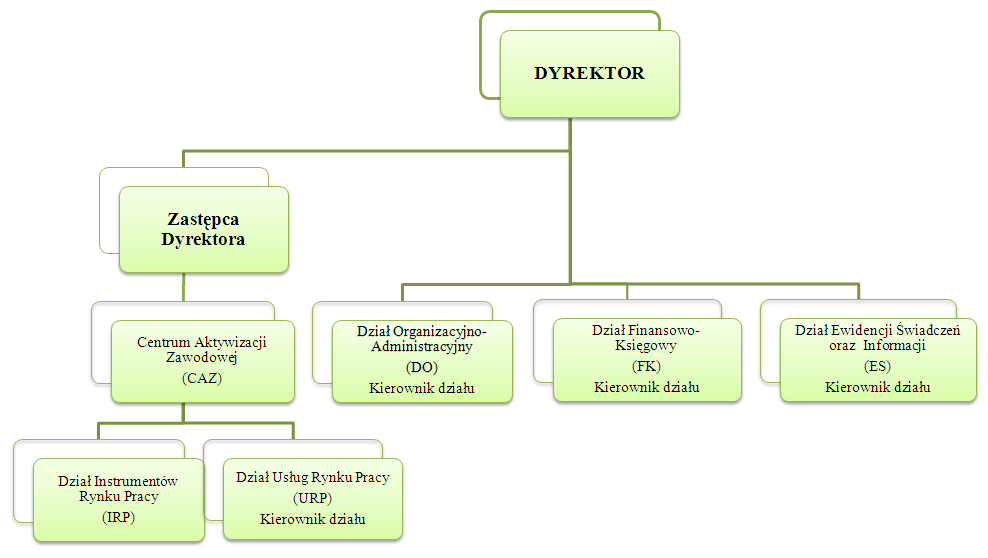 DYREKTOR
Zastępca
Dyrektora
Centrum Aktywizacji
Zawodowej
(CAZ)
Dział Organizacyjno-
Administracyjny
(DO)
Kierownik działu
Dział Finansowo-
Księgowy
(FK)
Kierownik działu
Dział Ewidencji Świadczeń
oraz Informacji
(ES)
Kierownik działu
Dział Instrumentów
Rynku Pracy
(IRP)
Dział Usług Rynku Pracy
(URP)
Kierownik działu